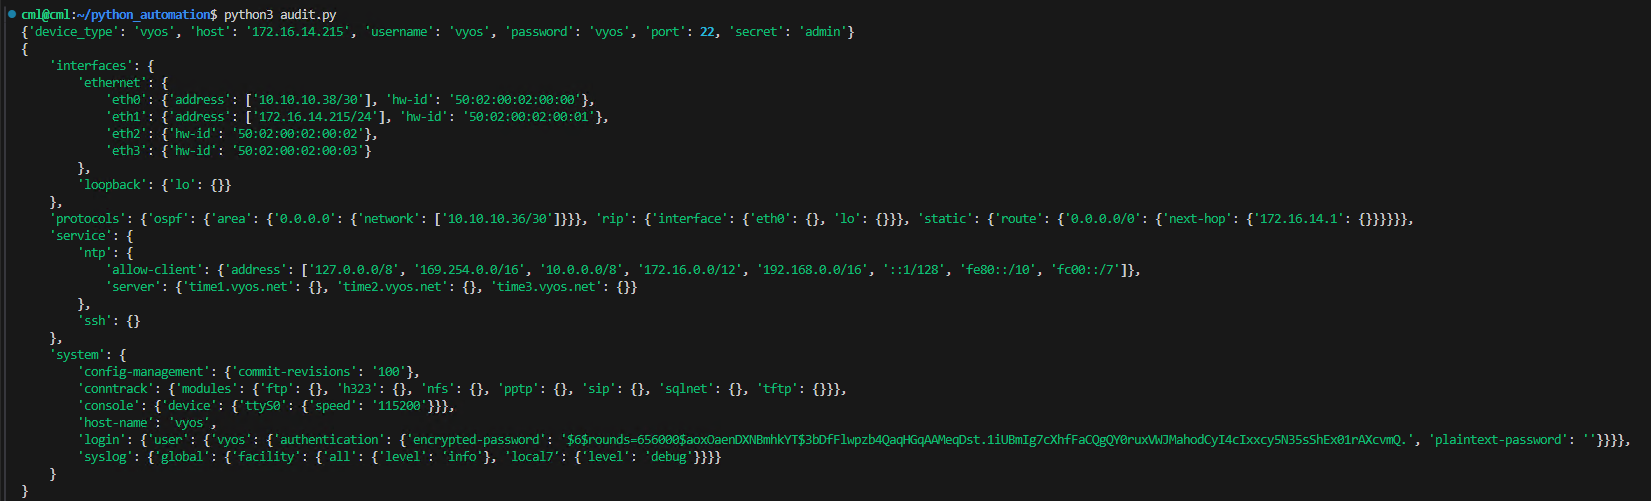 cml@cml:~/python_automation$ python3 audit.py
{'device_type': 'vyos', 'host': '172.16.14.215', 'username': 'vyos', 'password': 'vyos', 'port': 22, 'secret': 'admin'}
{
    'interfaces': {
        'ethernet': {
            'eth0': {'address': ['10.10.10.38/30'], 'hw-id': '50:02:00:02:00:00'},
            'eth1': {'address': ['172.16.14.215/24'], 'hw-id': '50:02:00:02:00:01'},
            'eth2': {'hw-id': '50:02:00:02:00:02'},
            'eth3': {'hw-id': '50:02:00:02:00:03'}
        },
        'loopback': {'lo': {}}
    },
    'protocols': {'ospf': {'area': {'0.0.0.0': {'network': ['10.10.10.36/30']}}}, 'rip': {'interface': {'eth0': {}, 'lo': {}}}, 'static': {'route': {'0.0.0.0/0': {'next-hop': {'172.16.14.1': {}}}}}},
    'service': {
        'ntp': {
            'allow-client': {'address': ['127.0.0.0/8', '169.254.0.0/16', '10.0.0.0/8', '172.16.0.0/12', '192.168.0.0/16', '::1/128', 'fe80::/10', 'fc00::/7']},
            'server': {'time1.vyos.net': {}, 'time2.vyos.net': {}, 'time3.vyos.net': {}}
        },
        'ssh': {}
    },
    'system': {
        'config-management': {'commit-revisions': '100'},
        'conntrack': {'modules': {'ftp': {}, 'h323': {}, 'nfs': {}, 'pptp': {}, 'sip': {}, 'sqlnet': {}, 'tftp': {}}},
        'console': {'device': {'ttyS0': {'speed': '115200'}}},
        'host-name': 'vyos',
        'login': {'user': {'vyos': {'authentication': {'encrypted-password': '$6$rounds=656000$aoxOaenDXNBmhkYT$3bDfFlwpzb4QaqHGqAAMeqDst.1iUBmIg7cXhfFaCQgQY0ruxVWJMahodCyI4cIxxcy5N35sShEx01rAXcvmQ.', 'plaintext-password': ''}}}},
        'syslog': {'global': {'facility': {'all': {'level': 'info'}, 'local7': {'level': 'debug'}}}}
    }
}